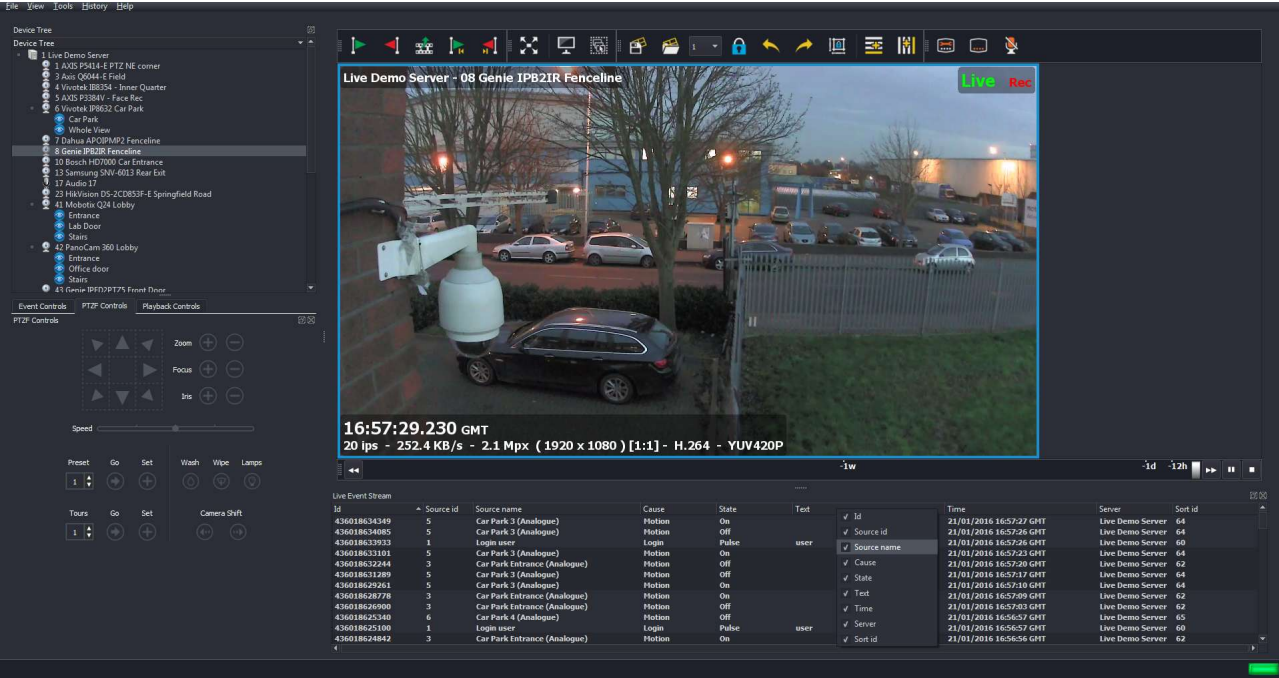 File View Tools History Help
Device Tree
Device Tree
1 Live Demo Server
1 AXIS P5414-E PTZ NE corner
3 Axis Q6044-E Field
4 Vivotek IB8354 - Inner Quarter
5 AXIS P3384V - Face Rec
6 Vivotek IP8632 Car Park
Car Park
Whole View
7 Dahua APOIPMP2 Fenceline
8 Genie IPB2IR Fenceline
10 Bosch HD7000 Car Entrance
13 Samsung SNV-6013 Rear Exit
17 Audio 17
23 HikVision DS-2CD853F-E Springfield Road
41 Mobotix Q24 Lobby
Entrance
Lab Door
Stairs
42 PanoCam 360 Lobby
Entrance
Office door
Stairs
43 Genie IPFD2PTZ5 Front Door
Event Controls PTZF Controls Playback Controls
PTZF Controls
Zoom
Focus
Iris
Speed
Preset Go Set Wash Wipe Lamps
1
Tours Go Set Camera Shift
1
1
Live Demo Server - 08 Genie IPB2IR Fenceline
Live Rec
16:57:29.230 GMT
20 ips - 252.4 KB/s - 2.1 Mpx ( 1920 x 1080 ) [1:1] - H.264 - YUV420P
-1w -1d -12h
Live Event Stream
Id Source id Source name Cause State Text Time Server Sort id
436018634349 5 Car Park 3 (Analogue) Motion On 21/01/2016 16:57:27 GMT Live Demo Server 64
436018634085 5 Car Park 3 (Analogue) Motion Off 21/01/2016 16:57:26 GMT Live Demo Server 64
436018633933 1 Login user Login Pulse user 21/01/2016 16:57:26 GMT Live Demo Server 60
436018633101 5 Car Park 3 (Analogue) Motion On 21/01/2016 16:57:23 GMT Live Demo Server 64
436018632244 3 Car Park Entrance (Analogue) Motion Off 21/01/2016 16:57:20 GMT Live Demo Server 62
436018631289 5 Car Park 3 (Analogue) Motion Off 21/01/2016 16:57:17 GMT Live Demo Server 64
436018629261 5 Car Park 3 (Analogue) Motion On 21/01/2016 16:57:10 GMT Live Demo Server 64
436018628778 3 Car Park Entrance (Analogue) Motion On 21/01/2016 16:57:09 GMT Live Demo Server 62
436018626900 3 Car Park Entrance (Analogue) Motion Off 21/01/2016 16:57:03 GMT Live Demo Server 62
436018625340 6 Car Park 4 (Analogue) Motion Off 21/01/2016 16:56:57 GMT Live Demo Server 65
436018625100 1 Login user Login Pulse user 21/01/2016 16:56:57 GMT Live Demo Server 60
436018624842 3 Car Park Entrance (Analogue) Motion On 21/01/2016 16:56:56 GMT Live Demo Server 62
Id
Source id
Source name
Cause
State
Text
Time
Server
Sort id